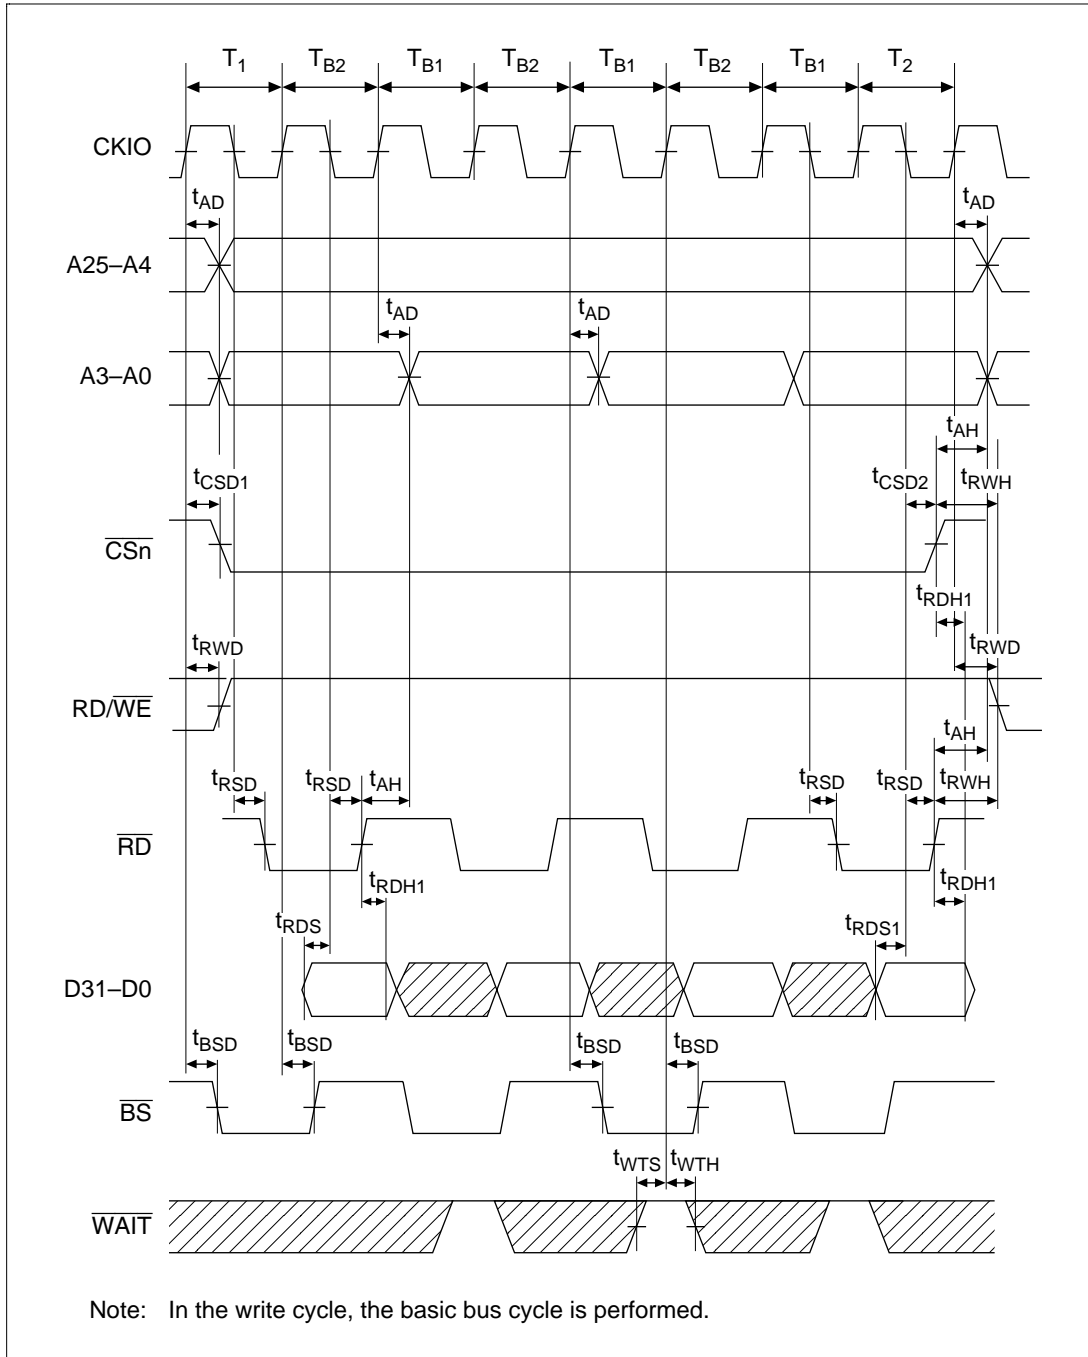 T1 TB2 TB1 TB2 TB1 TB2 TB1 T2
CKIO
tAD tAD
A25–A4
tAD tAD
A3–A0
tAH
tCSD1 tCSD2 tRWH
CSn
tRDH1
tRWD tRWD
RD/WE
tAH
tRSD tRSD tAH tRSD tRSD tRWH
RD
tRDH1 tRDH1
tRDS tRDS1
D31–D0
tBSD tBSD tBSD tBSD
BS
tWTS tWTH
WAIT
Note: In the write cycle, the basic bus cycle is performed.